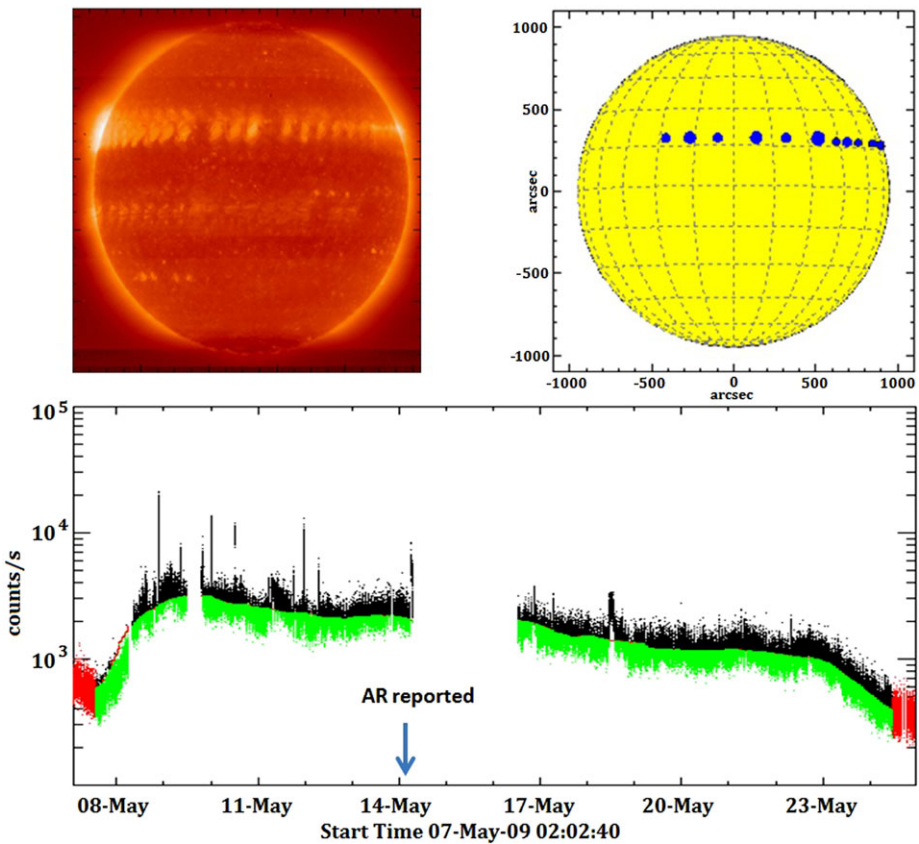 1000
500
0
-500
-1000
arcsec
-1000 -500 0 500 1000
arcsec
10^5
10^4
10^3
counts/s
AR reported
08-May 11-May 14-May 17-May 20-May 23-May
Start Time 07-May-09 02:02:40